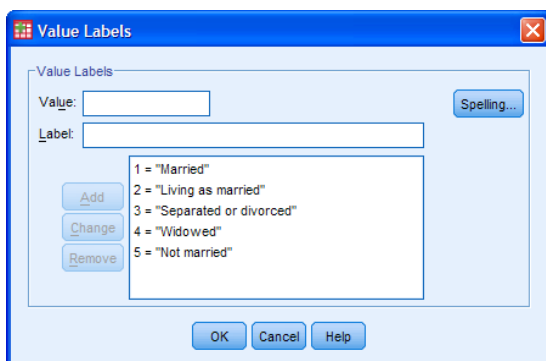 Value Labels
Value Labels
Value:
Spelling...
Label:
1 = "Married"
2 = "Living as married"
3 = "Separated or divorced"
4 = "Widowed"
5 = "Not married"
Add
Change
Remove
OK Cancel Help